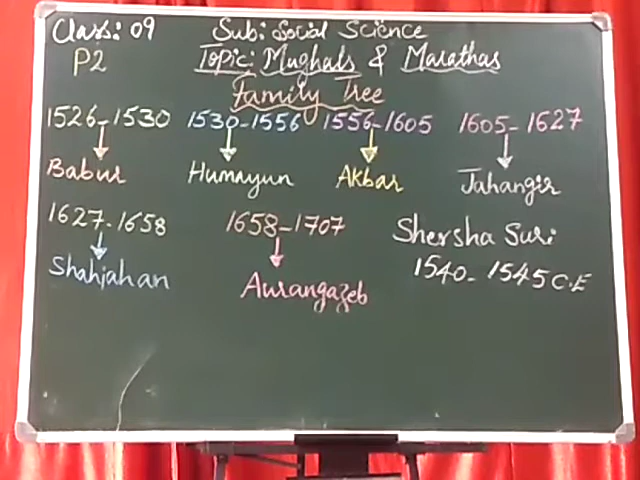 Class: 09 Sub: Social Science
P2 Topic: Mughals & Marathas
Family Tree
1526-1530 1530-1556 1556-1605 1605-1627
Babur Humayun Akbar Jahangir
1627-1658 1658-1707 Shersha Suri
Shahjahan Aurangazeb 1540-1545 C.E